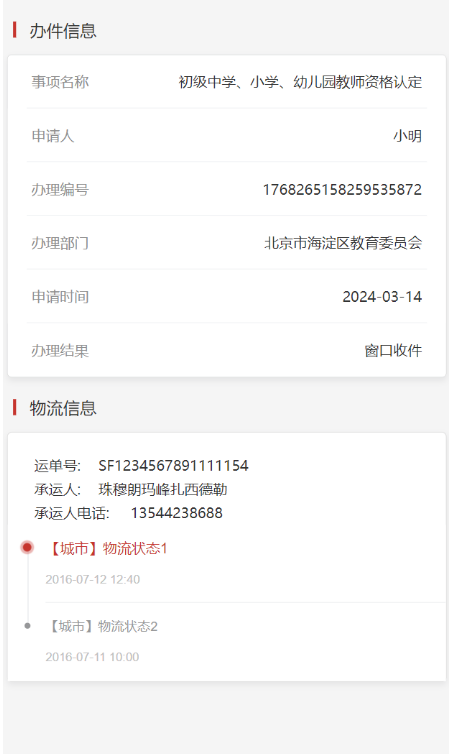 办件信息
事项名称 初级中学、小学、幼儿园教师资格认定
申请人 小明
办理编号 1768265158259535872
办理部门 北京市海淀区教育委员会
申请时间 2024-03-14
办理结果 窗口收件
物流信息
运单号: SF1234567891111154
承运人: 珠穆朗玛峰扎西德勒
承运人电话: 13544238688
【城市】物流状态1
2016-07-12 12:40
【城市】物流状态2
2016-07-11 10:00